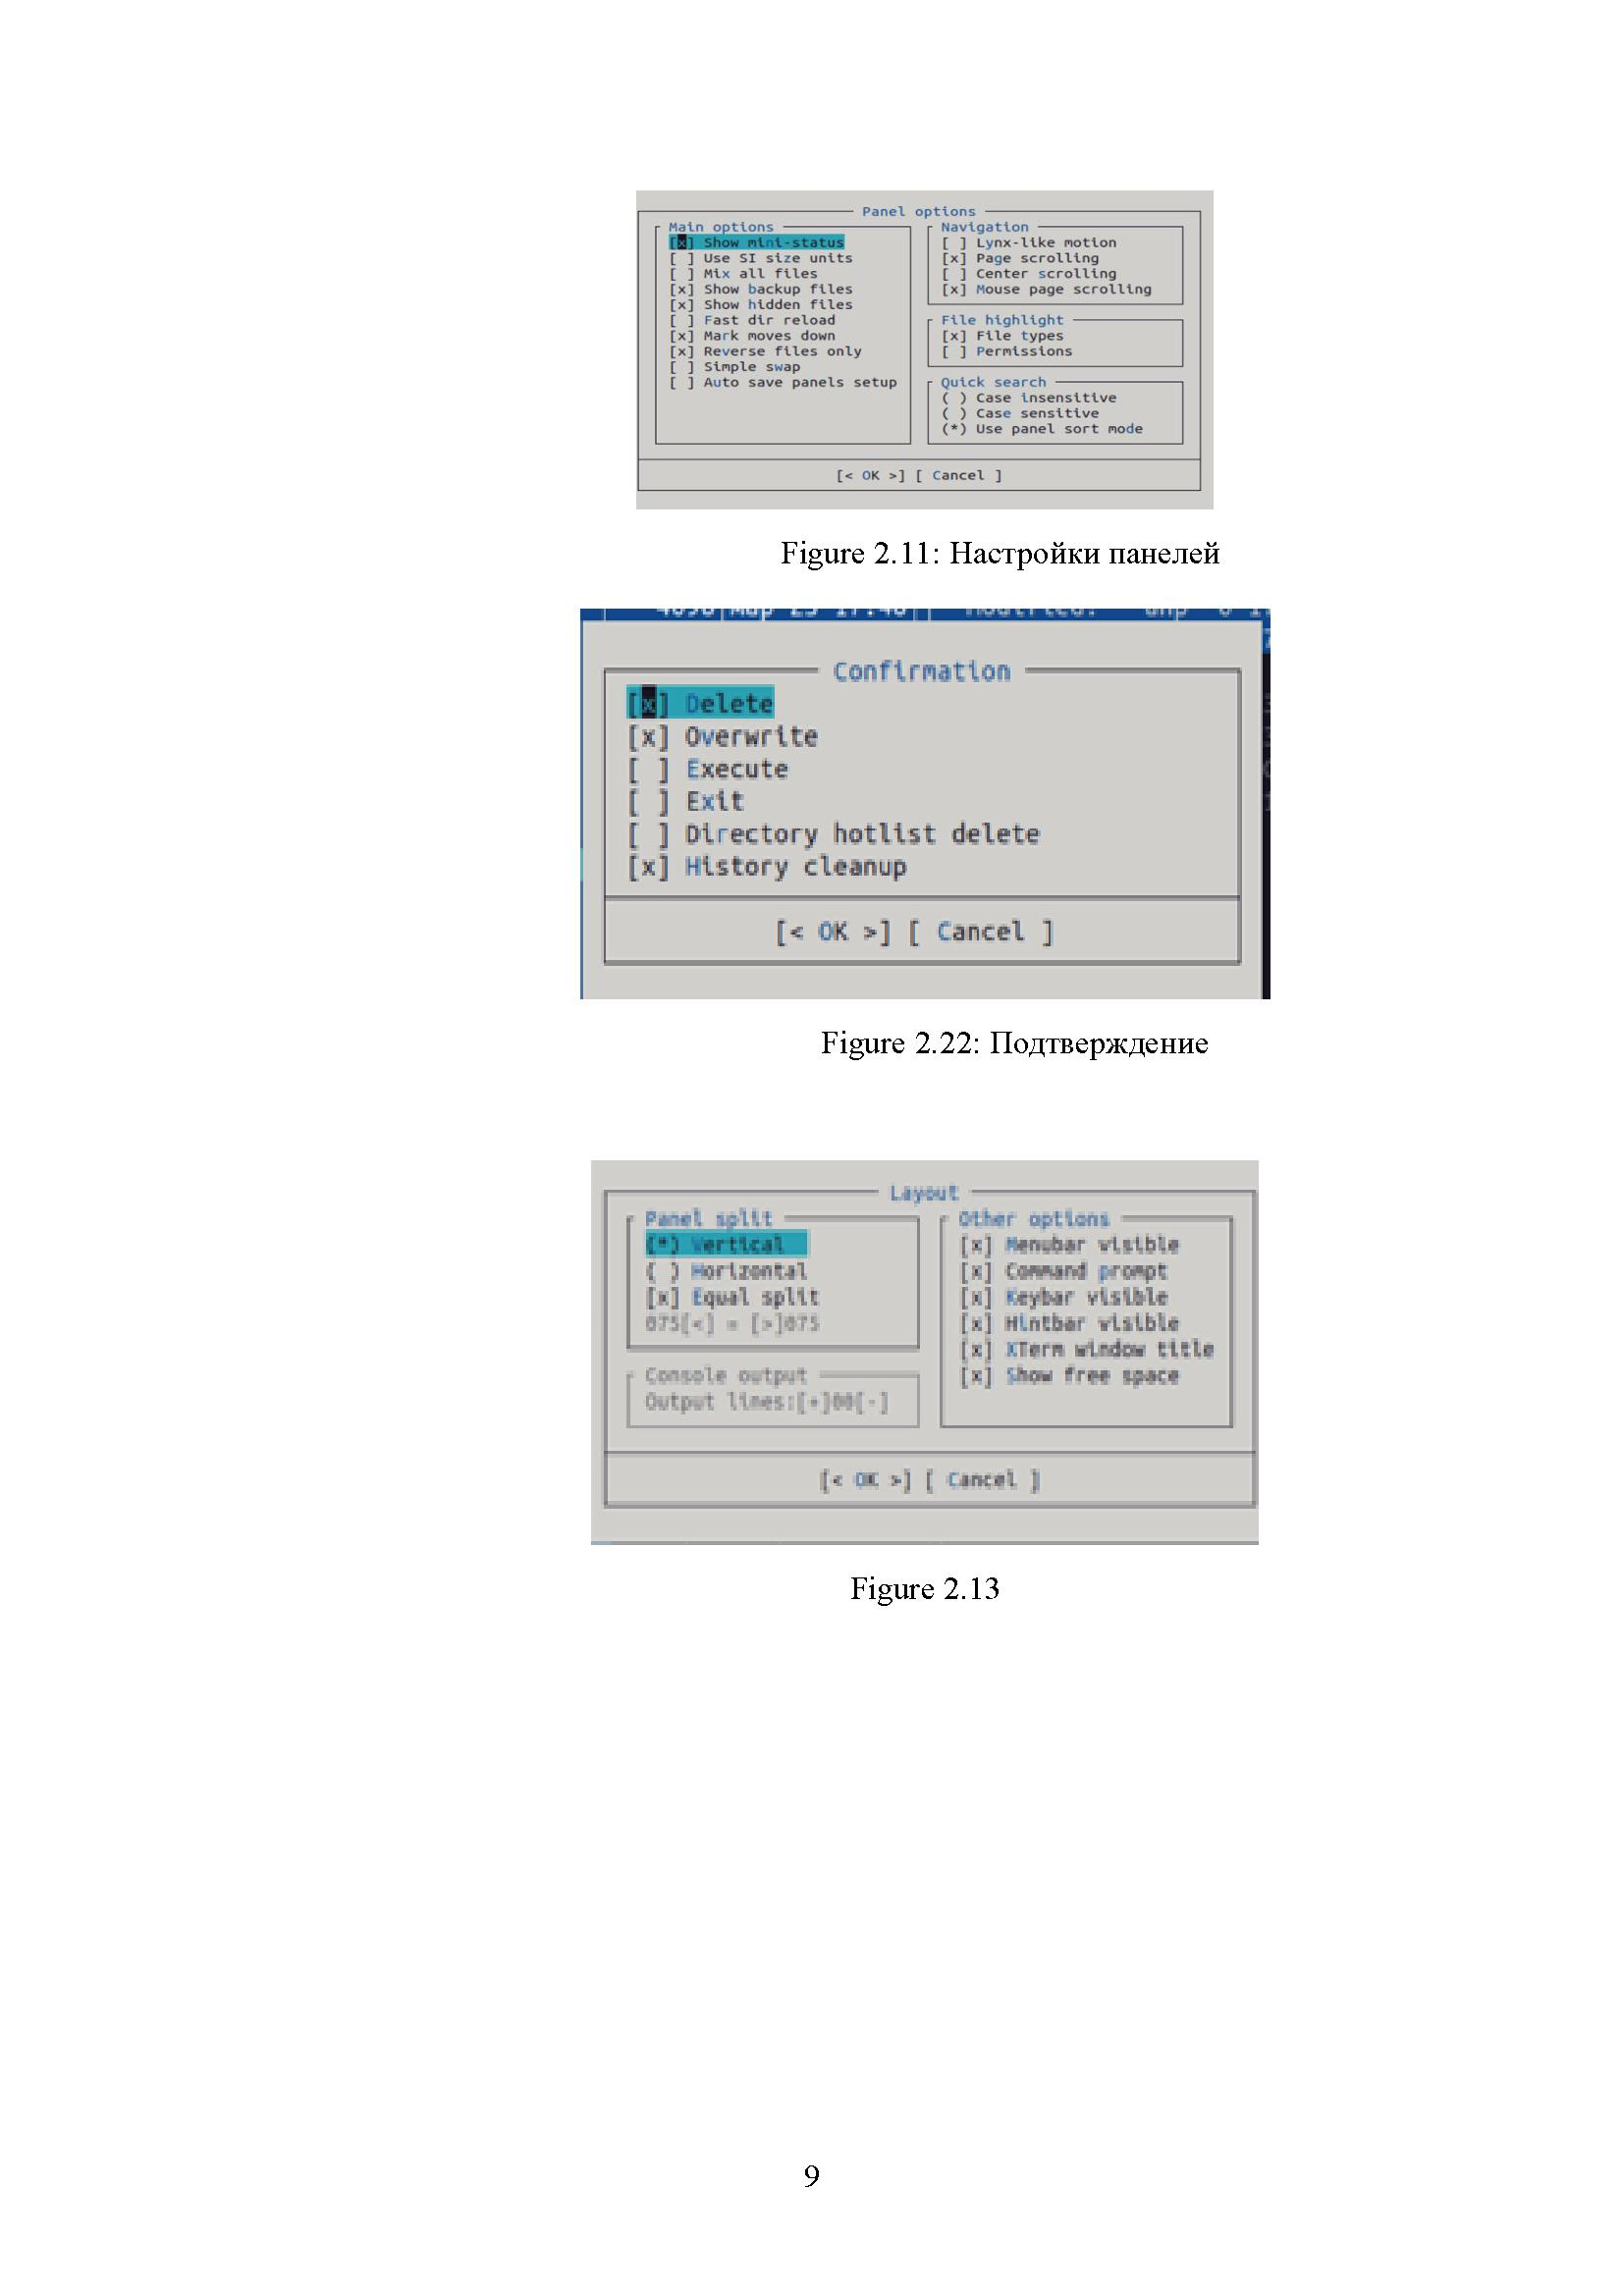 Panel options
Main options
[x] Show mini-status
[ ] Use SI size units
[ ] Mix all files
[x] Show backup files
[x] Show hidden files
[ ] Fast dir reload
[x] Mark moves down
[x] Reverse files only
[ ] Simple swap
[ ] Auto save panels setup
Navigation
[ ] Lynx-like motion
[x] Page scrolling
[ ] Center scrolling
[x] Mouse page scrolling
File highlight
[x] File types
[ ] Permissions
Quick search
( ) Case insensitive
( ) Case sensitive
(*) Use panel sort mode
[< OK >] [ Cancel ]
Figure 2.11: Настройки панелей
Confirmation
[x] Delete
[x] Overwrite
[ ] Execute
[ ] Exit
[ ] Directory hotlist delete
[x] History cleanup
[< OK >] [ Cancel ]
Figure 2.22: Подтверждение
Layout
Panel split
(*) Vertical
( ) Horizontal
[x] Equal split
075[<] = [>]075
Console output
Output lines:[+]00[-]
Other options
[x] Menubar visible
[x] Command prompt
[x] Keybar visible
[x] Hintbar visible
[x] XTerm window title
[x] Show free space
[< OK >] [ Cancel ]
Figure 2.13
9